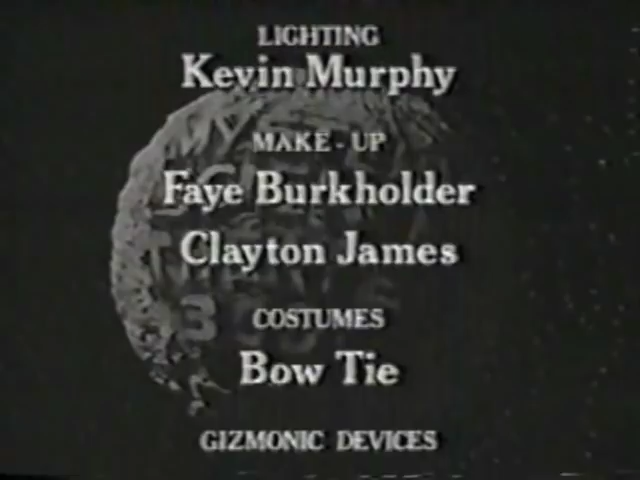 LIGHTING
Kevin Murphy
MAKE-UP
Faye Burkholder
Clayton James
COSTUMES
Bow Tie
GIZMONIC DEVICES